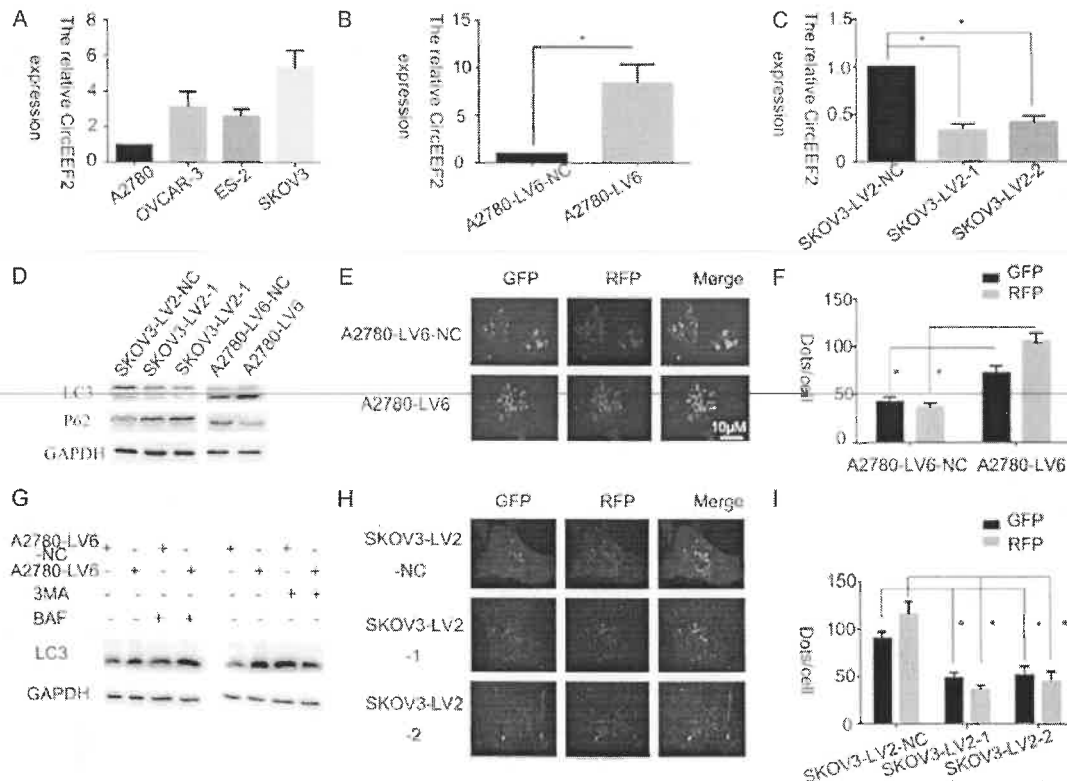 A
The relative CircEEF2
expression
8
6
4
2
0
A2780
OVCAR-3
ES-2
SKOV3
B
The relative CircEEF2
expression
15
10
5
0
*
A2780-LV6-NC
A2780-LV6
C
The relative CircEEF2
expression
1.5
1.0
0.5
0
*
*
SKOV3-LV2-NC
SKOV3-LV2-1
SKOV3-LV2-2
D
SKOV3-LV2-NC
SKOV3-LV2-1
SKOV3-LV2-1
A2780-LV6-NC
A2780-LV6
LC3
P62
GAPDH
E
GFP RFP Merge
A2780-LV6-NC
A2780-LV6
10μM
F
GFP
RFP
Dots/cell
150
100
50
0
* *
A2780-LV6-NC A2780-LV6
G
A2780-LV6
-NC
+ - + - + - + -
A2780-LV6
- + - + - + - +
3MA
- - - - - - + +
BAF
- - + + - - - -
LC3
GAPDH
H
GFP RFP Merge
SKOV3-LV2
-NC
SKOV3-LV2
-1
SKOV3-LV2
-2
I
GFP
RFP
Dots/cell
150
100
50
0
* * * *
SKOV3-LV2-NC
SKOV3-LV2-1
SKOV3-LV2-2